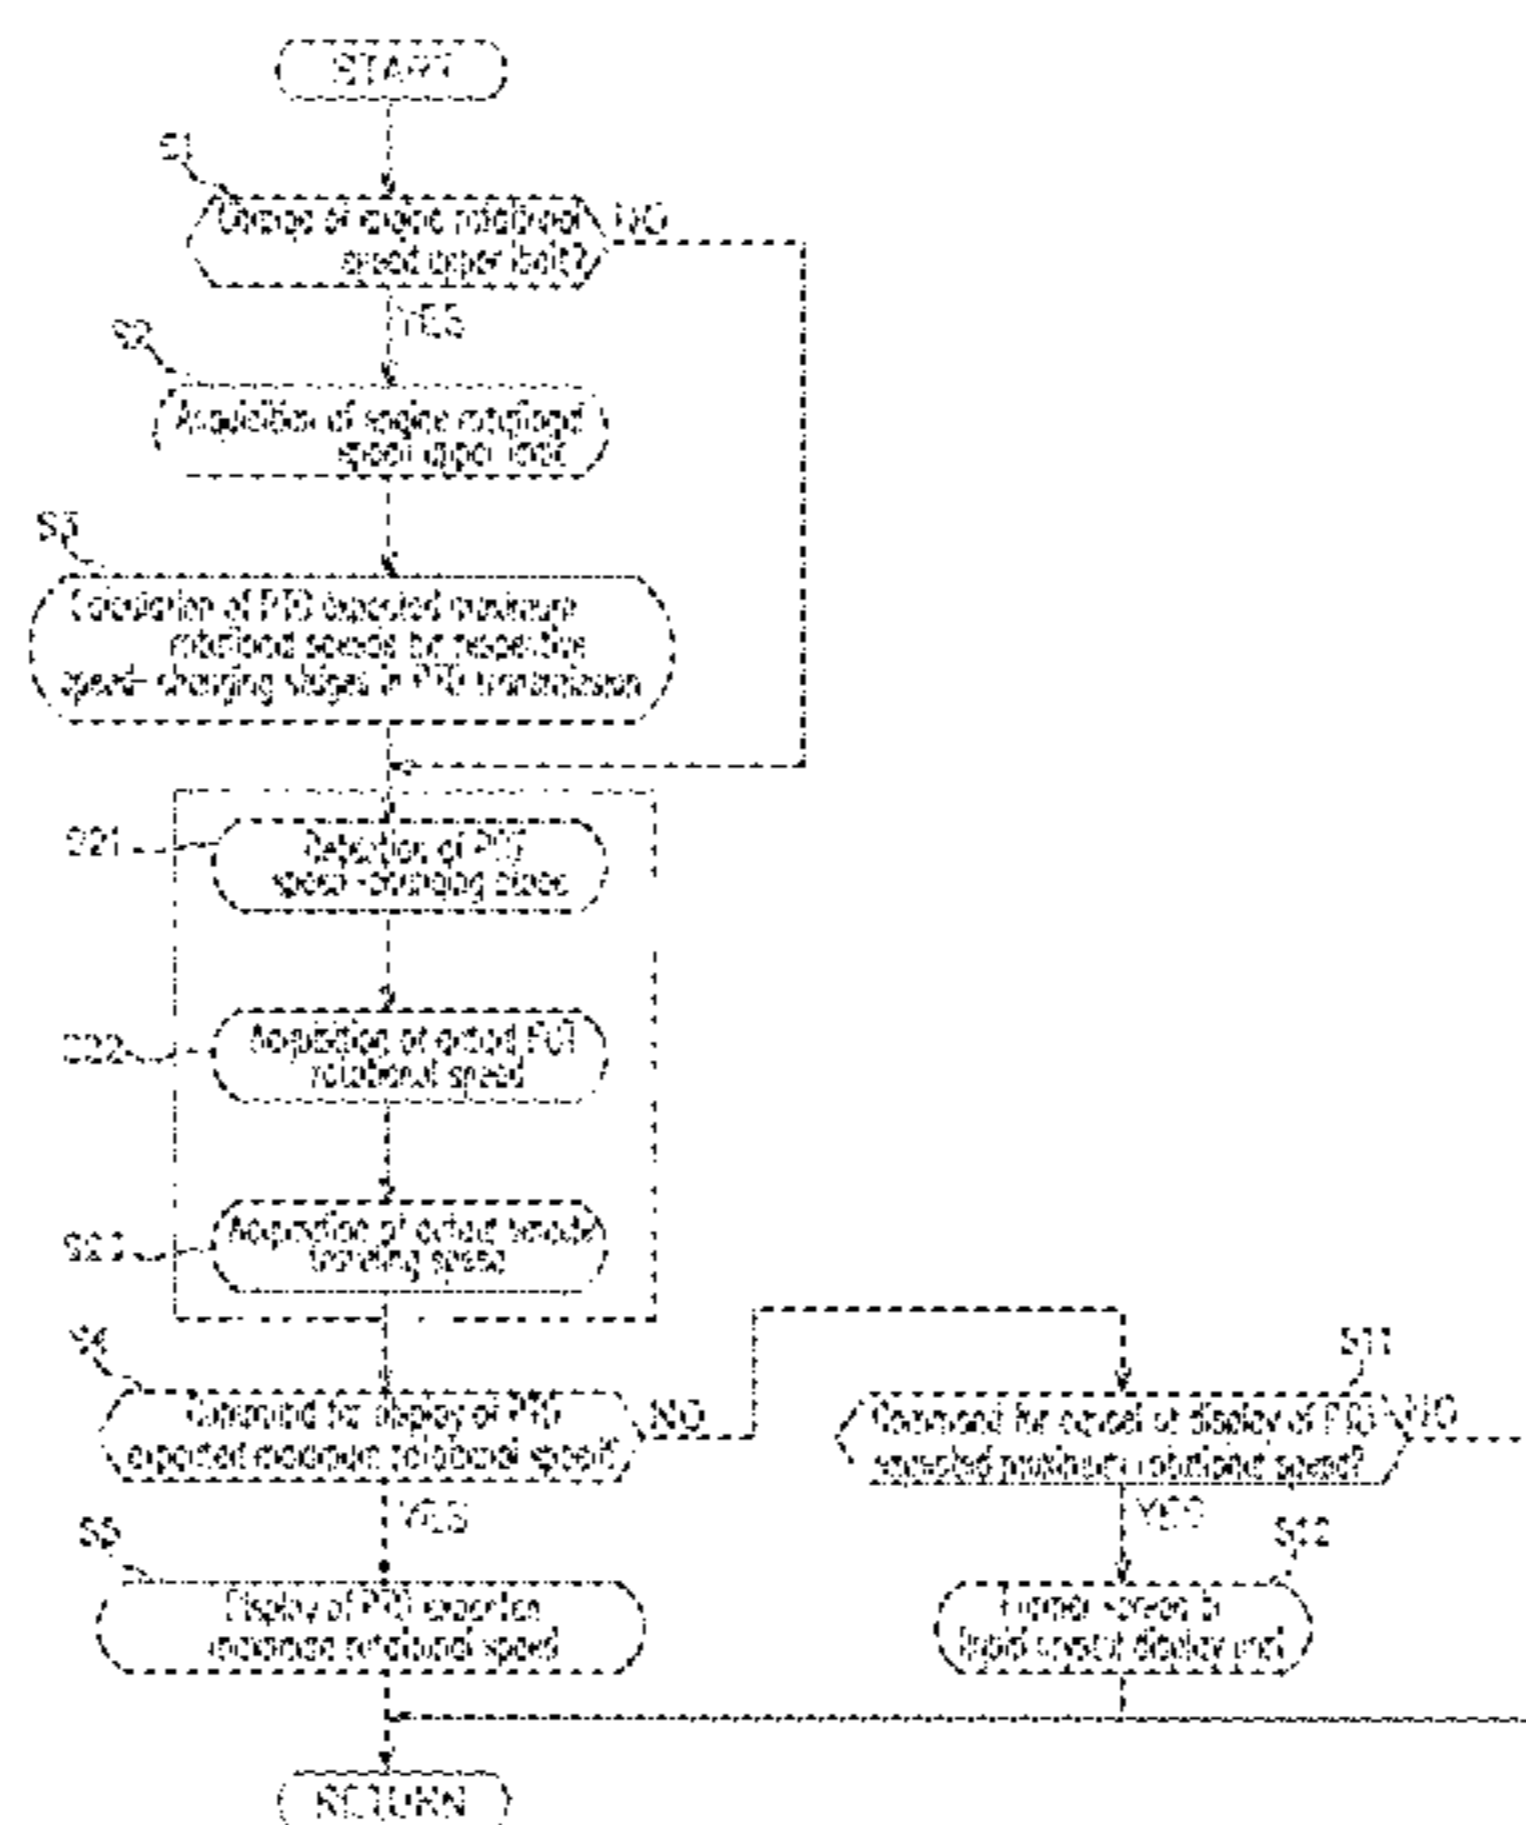 START
S1
Change of engine rotational
speed upper limit?
NO
YES
S2
Acquisition of engine rotational
speed upper limit
S3
Calculation of PTO expected maximum
rotational speeds for respective
speed-changing stages in PTO transmission
S21
Detection of PTO
speed-changing stage
S22
Acquisition of actual PTO
rotational speed
S23
Acquisition of actual vehicle
traveling speed
S4
Command for display of PTO
expected maximum rotational speed?
NO
YES
S5
Display of PTO expected
maximum rotational speed
S11
Command for cancel of display of PTO
expected maximum rotational speed?
NO
YES
S12
Former screen in
liquid crystal display part
RETURN